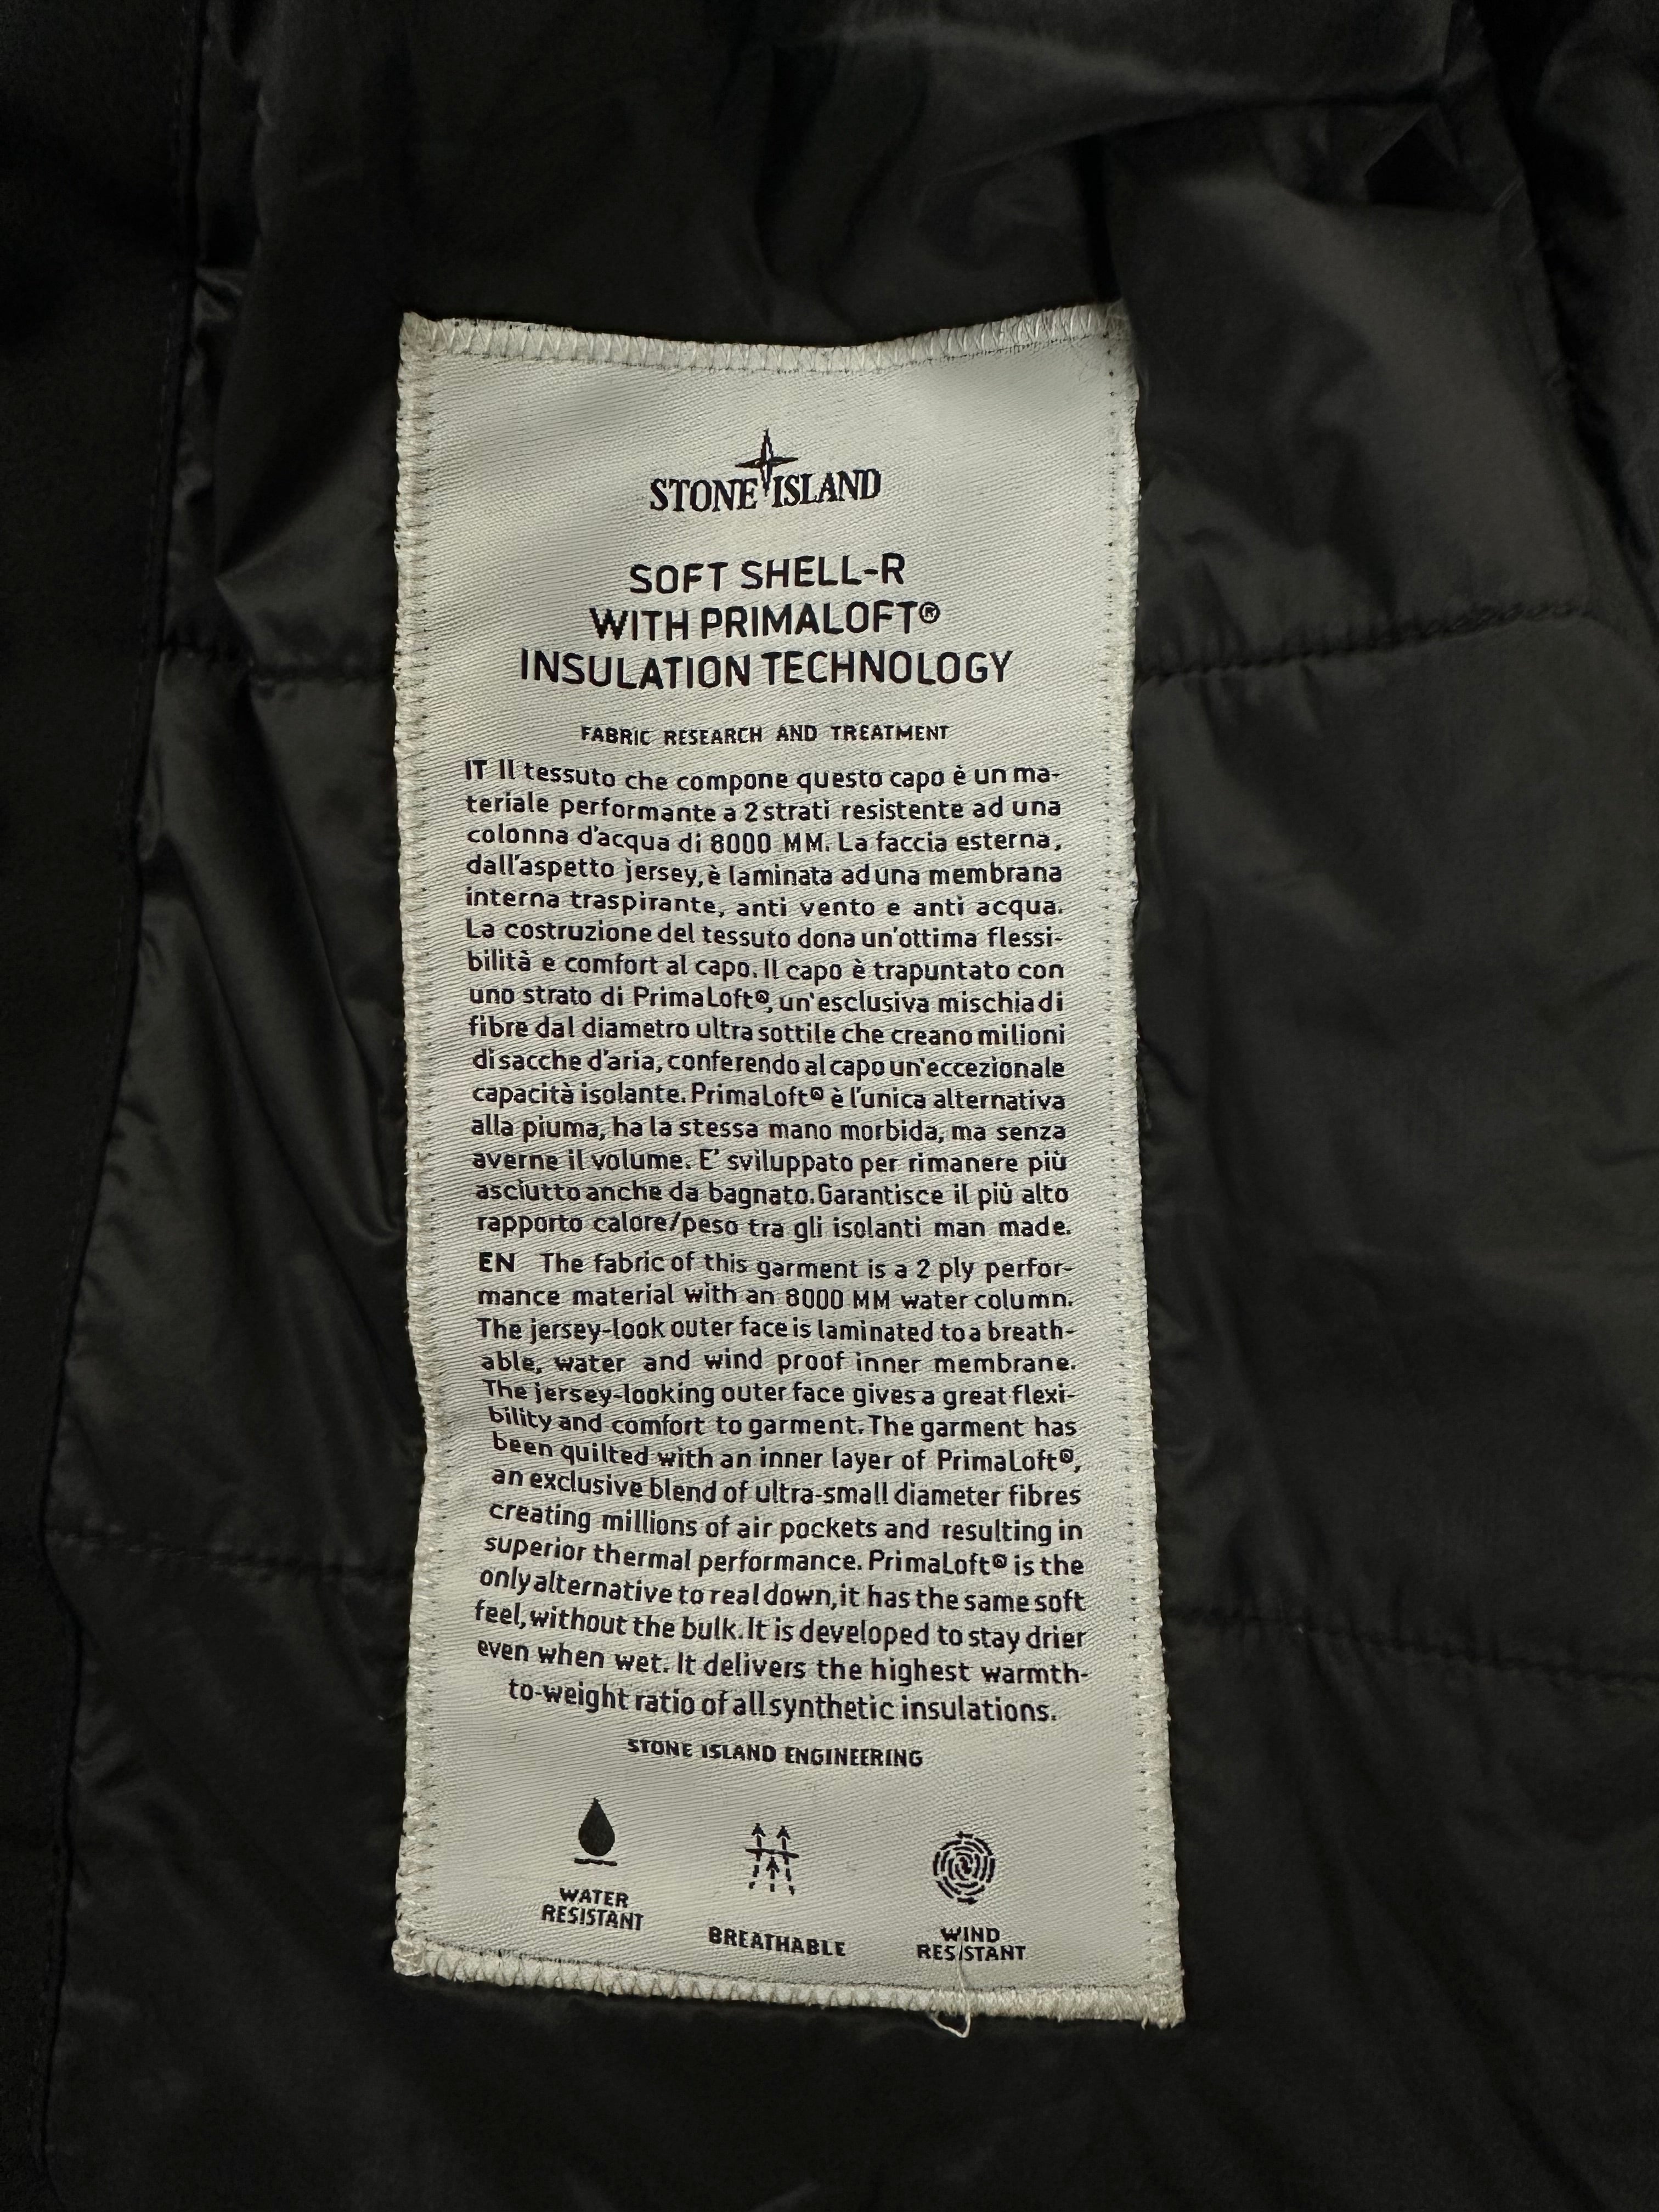 STONE ISLAND
SOFT SHELL-R
WITH PRIMALOFT®
INSULATION TECHNOLOGY
FABRIC RESEARCH AND TREATMENT
IT Il tessuto che compone questo capo è un ma-
teriale performante a 2 strati resistente ad una
colonna d'acqua di 8000 MM. La faccia esterna,
dall'aspetto jersey, è laminata ad una membrana
interna traspirante, anti vento e anti acqua.
La costruzione del tessuto dona un'ottima flessi-
bilità e comfort al capo. Il capo è trapuntato con
uno strato di PrimaLoft®, un'esclusiva mischia di
fibre dal diametro ultra sottile che creano milioni
di sacche d'aria, conferendo al capo un'eccezionale
capacità isolante. PrimaLoft® è l'unica alternativa
alla piuma, ha la stessa mano morbida, ma senza
averne il volume. E' sviluppato per rimanere più
asciutto anche da bagnato. Garantisce il più alto
rapporto calore/peso tra gli isolanti man made.
EN The fabric of this garment is a 2 ply perfor-
mance material with an 8000 MM water column.
The jersey-look outer face is laminated to a breath-
able, water and wind proof inner membrane.
The jersey-looking outer face gives a great flexi-
bility and comfort to garment. The garment has
been quilted with an inner layer of PrimaLoft®,
an exclusive blend of ultra-small diameter fibres
creating millions of air pockets and resulting in
superior thermal performance. PrimaLoft® is the
only alternative to real down, it has the same soft
feel, without the bulk. It is developed to stay drier
even when wet. It delivers the highest warmth-
to-weight ratio of all synthetic insulations.
STONE ISLAND ENGINEERING
WATER
RESISTANT
BREATHABLE
WIND
RESISTANT